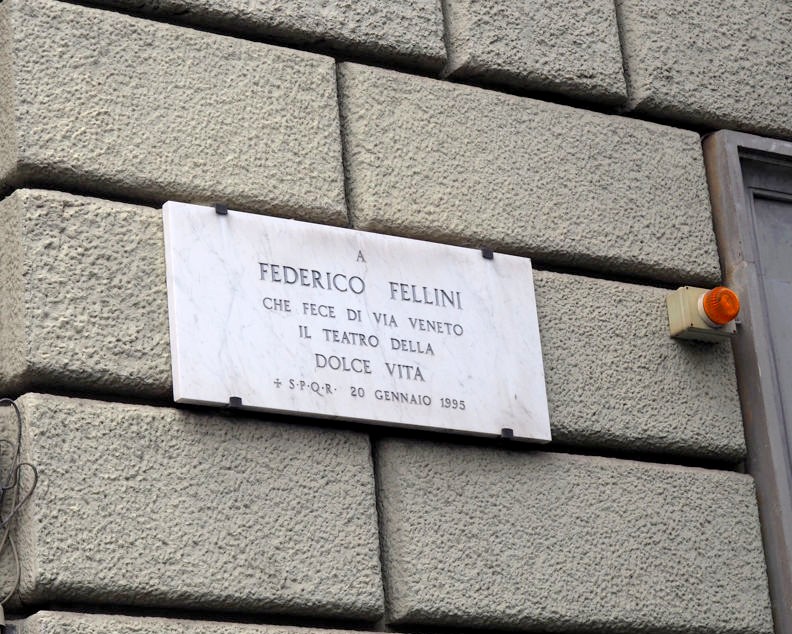 A
FEDERICO FELLINI
CHE FECE DI VIA VENETO
IL TEATRO DELLA
DOLCE VITA
✢ S·P·Q·R· 20 GENNAIO 1995